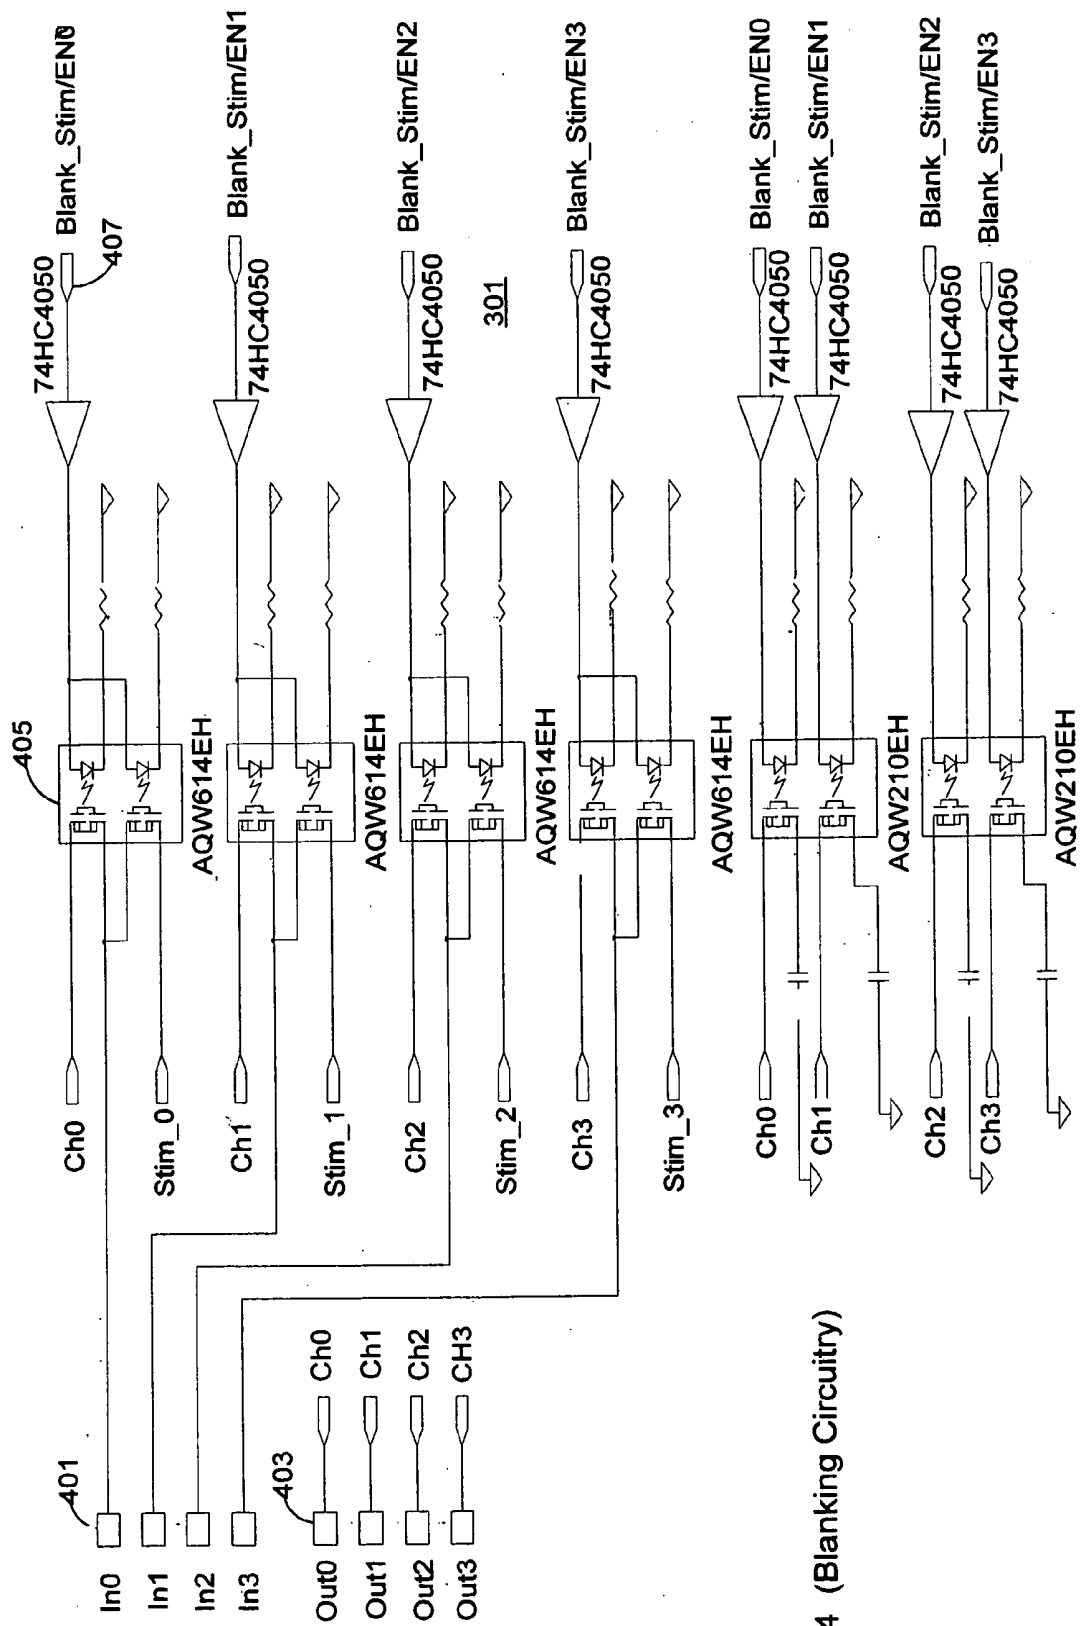 Blank_Stim/EN0
74HC4050
407
405
AQW614EH
Ch0
Stim_0
Blank_Stim/EN1
74HC4050
AQW614EH
Ch1
Stim_1
Blank_Stim/EN2
74HC4050
AQW614EH
Ch2
Stim_2
301
Blank_Stim/EN3
74HC4050
AQW614EH
Ch3
Stim_3
Blank_Stim/EN0
74HC4050
Blank_Stim/EN1
74HC4050
AQW210EH
Ch0
Ch1
Blank_Stim/EN2
74HC4050
Blank_Stim/EN3
74HC4050
AQW210EH
Ch2
Ch3
401
In0
In1
In2
In3
403
Out0 Ch0
Out1 Ch1
Out2 Ch2
Out3 CH3
4 (Blanking Circuitry)